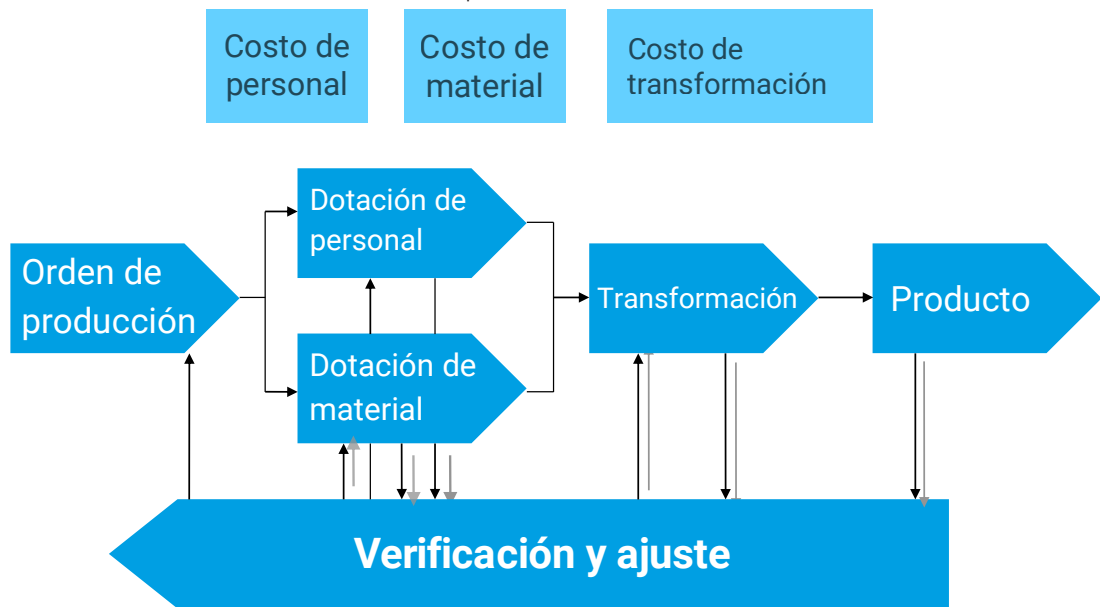 Costo de
personal
Costo de
material
Costo de
transformación
Dotación de
personal
Orden de
producción
Transformación
Producto
Dotación de
material
Verificación y ajuste